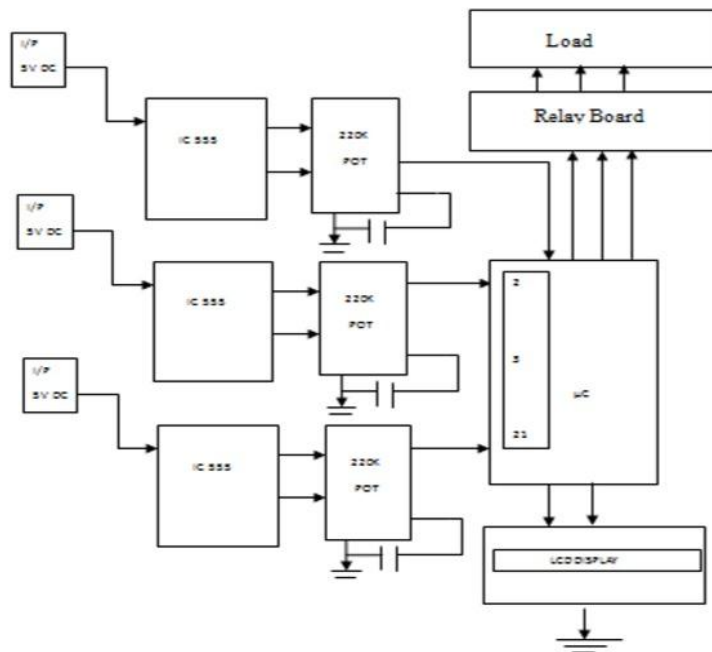 I/P
5V DC
IC 555
220K
POT
Load
Relay Board
I/P
5V DC
IC 555
220K
POT
2
3
21
µC
I/P
5V DC
IC 555
220K
POT
LCD DISPLAY